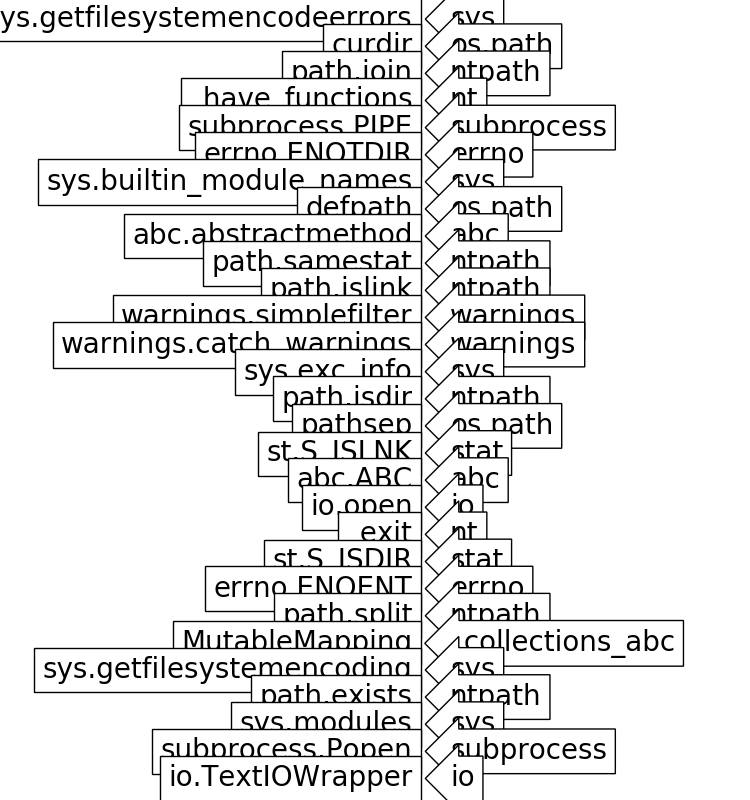 ys.getfilesystemencodeerrors sys
curdir os.path
path.join ntpath
_have_functions nt
subprocess.PIPE subprocess
errno.ENOTDIR errno
sys.builtin_module_names sys
defpath os.path
abc.abstractmethod abc
path.samestat ntpath
path.islink ntpath
warnings.simplefilter warnings
warnings.catch_warnings warnings
sys.exc_info sys
path.isdir ntpath
pathsep os.path
st.S_ISLNK stat
abc.ABC abc
io.open io
_exit nt
st.S_ISDIR stat
errno.ENOENT errno
path.split ntpath
MutableMapping _collections_abc
sys.getfilesystemencoding sys
path.exists ntpath
sys.modules sys
subprocess.Popen subprocess
io.TextIOWrapper io